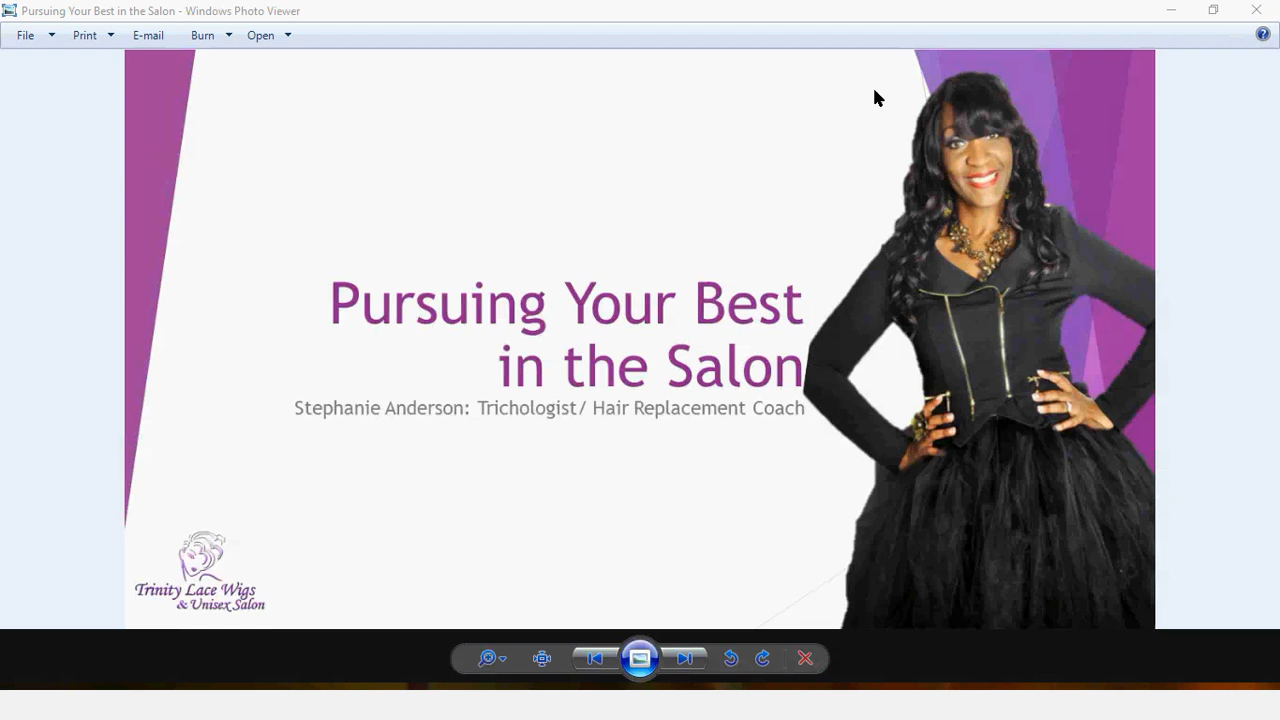 Pursuing Your Best in the Salon - Windows Photo Viewer
File Print E-mail Burn Open
Pursuing Your Best
in the Salon
Stephanie Anderson: Trichologist/ Hair Replacement Coach
Trinity Lace Wigs
& Unisex Salon